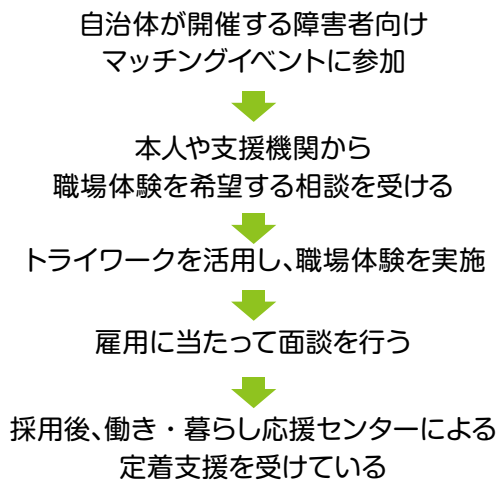 自治体が開催する障害者向け
マッチングイベントに参加
本人や支援機関から
職場体験を希望する相談を受ける
トライワークを活用し、職場体験を実施
雇用に当たって面談を行う
採用後、働き・暮らし応援センターによる
定着支援を受けている